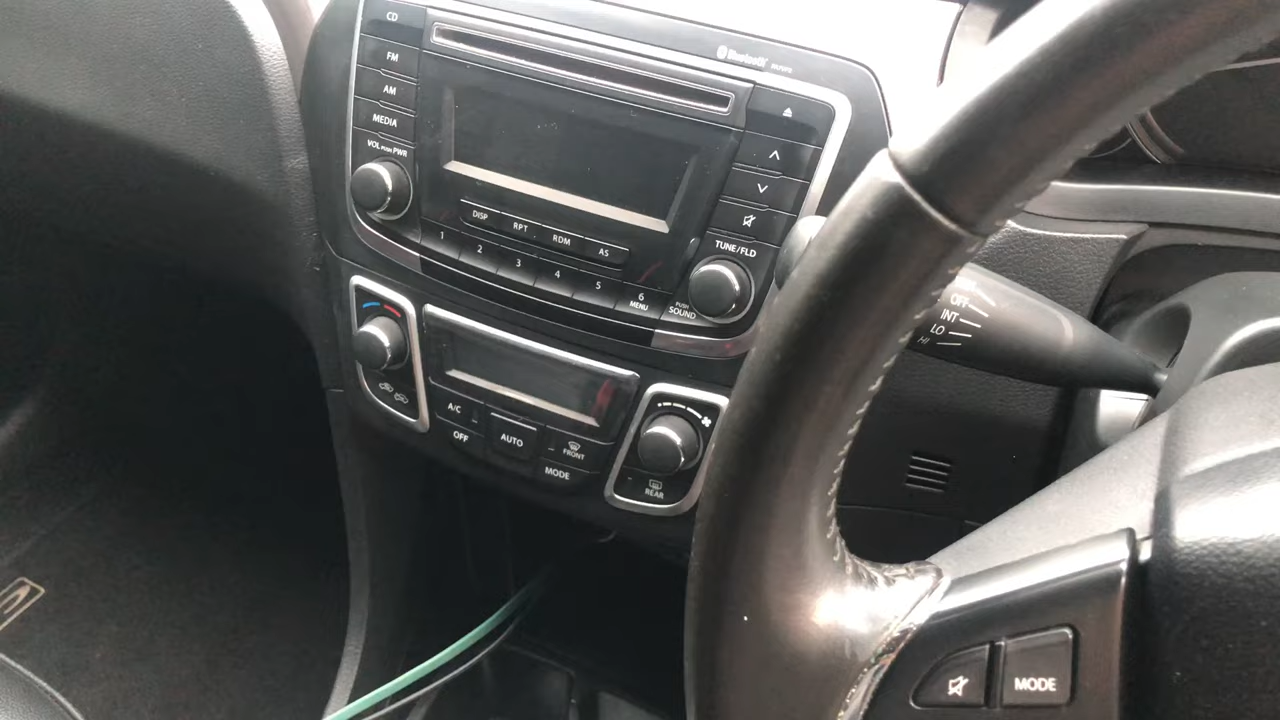 CD
FM
AM
MEDIA
VOL PUSH PWR
Bluetooth
DISP
RPT
RDM
AS
1
2
3
4
5
6
MENU
TUNE/FLD
PUSH
SOUND
A/C
OFF
AUTO
FRONT
MODE
REAR
OFF
INT
LO
HI
MODE